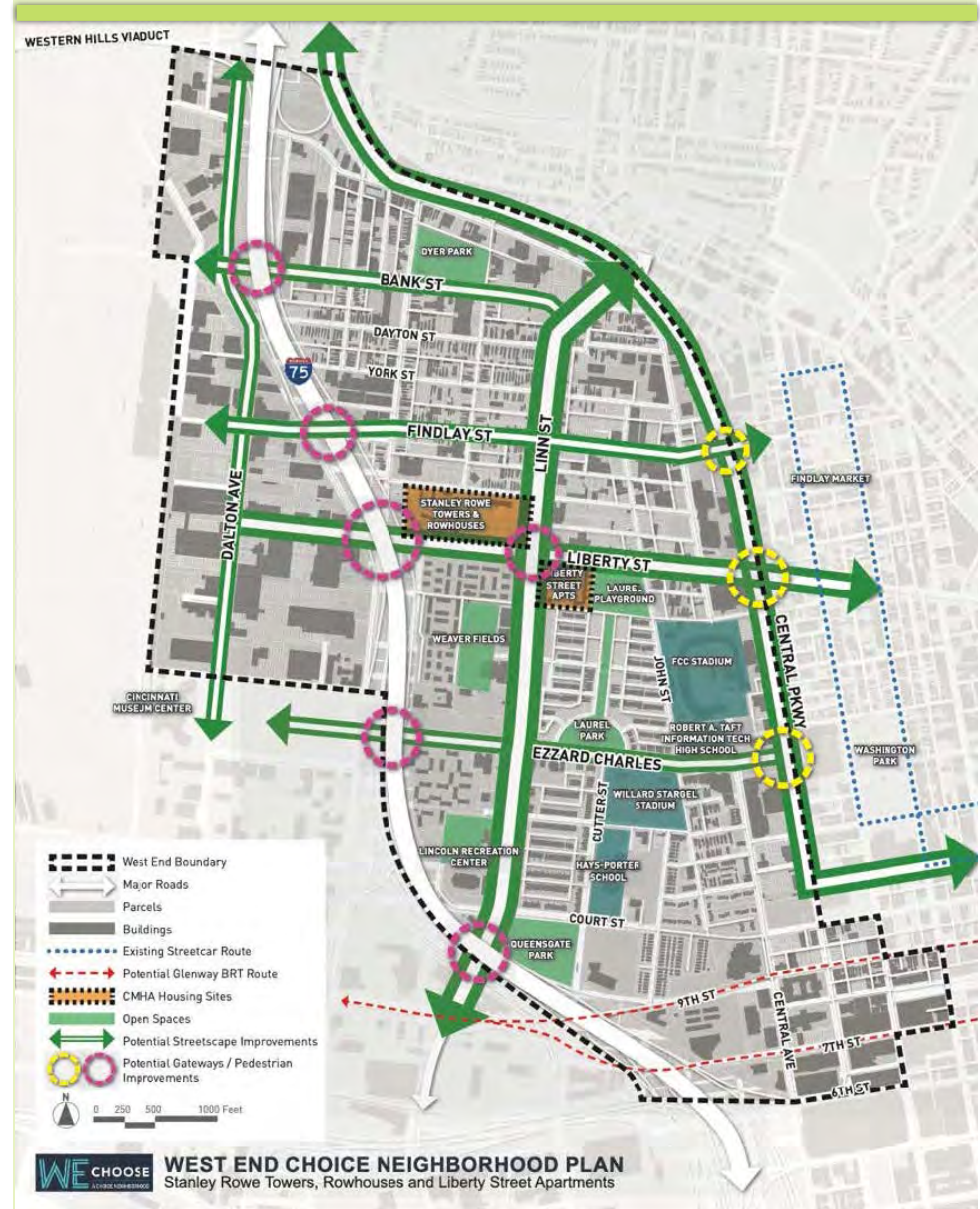 WESTERN HILLS VIADUCT
DYER PARK
BANK ST
DAYTON ST
INTERSTATE
75
YORK ST
LINN ST
FINDLAY ST
FINDLAY MARKET
DALTON AVE
STANLEY ROWE
TOWERS &
ROWHOUSES
LIBERTY ST
LIBERTY
STREET
APTS
LAUREL
PLAYGROUND
CENTRAL PKWY
WEAVER FIELDS
JOHN ST
FCC STADIUM
CINCINNATI
MUSEUM CENTER
LAUREL
PARK
ROBERT A. TAFT
INFORMATION TECH
HIGH SCHOOL
WASHINGTON
PARK
EZZARD CHARLES
CUTTER ST
WILLARD STARGEL
STADIUM
LINCOLN RECREATION
CENTER
HAYS-PORTER
SCHOOL
COURT ST
QUEENSGATE
PARK
9TH ST
CENTRAL AVE
7TH ST
6TH ST
West End Boundary
Major Roads
Parcels
Buildings
Existing Streetcar Route
Potential Glenway BRT Route
CMHA Housing Sites
Open Spaces
Potential Streetscape Improvements
Potential Gateways / Pedestrian
Improvements
N
0 250 500 1000 Feet
WE CHOOSE
A CHOICE NEIGHBORHOOD
WEST END CHOICE NEIGHBORHOOD PLAN
Stanley Rowe Towers, Rowhouses and Liberty Street Apartments